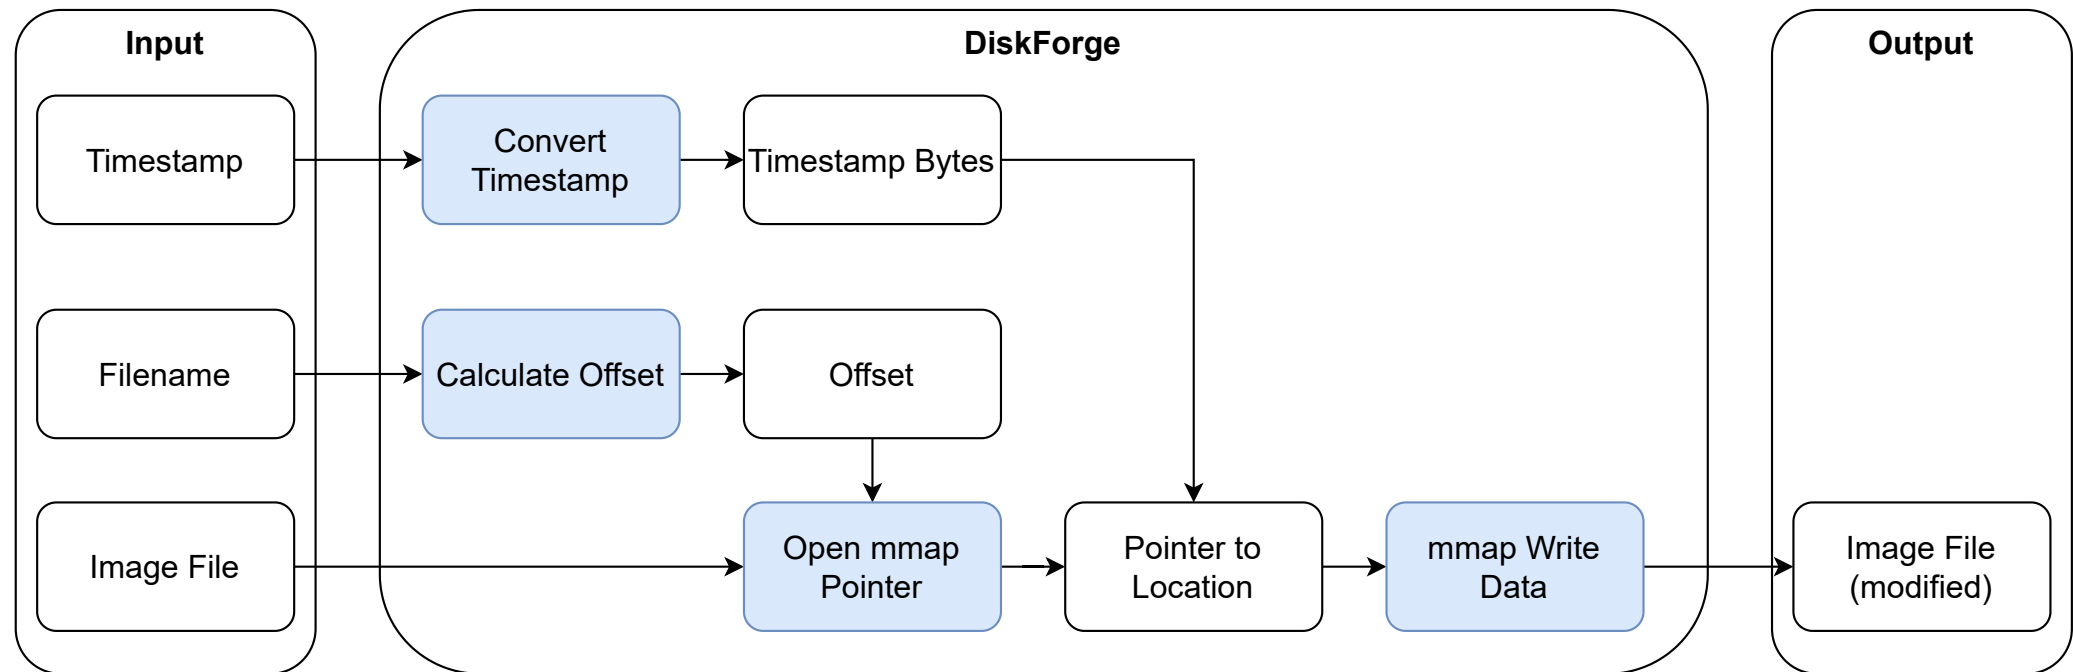 Input
DiskForge
Output
Timestamp
Convert
Timestamp
Timestamp Bytes
Filename
Calculate Offset
Offset
Image File
Open mmap
Pointer
Pointer to
Location
mmap Write
Data
Image File
(modified)